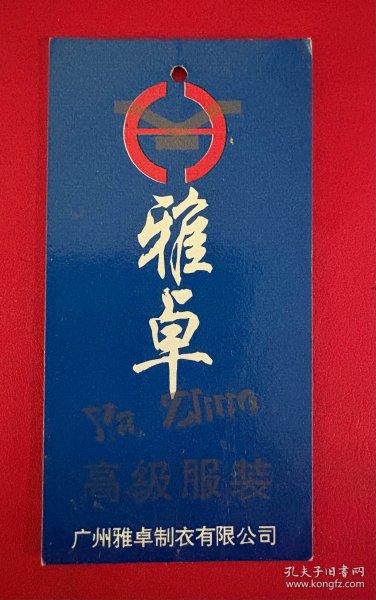 雅卓
Ya Zhuo
高级服装
广州雅卓制衣有限公司
孔夫子旧书网
www.kongfz.com